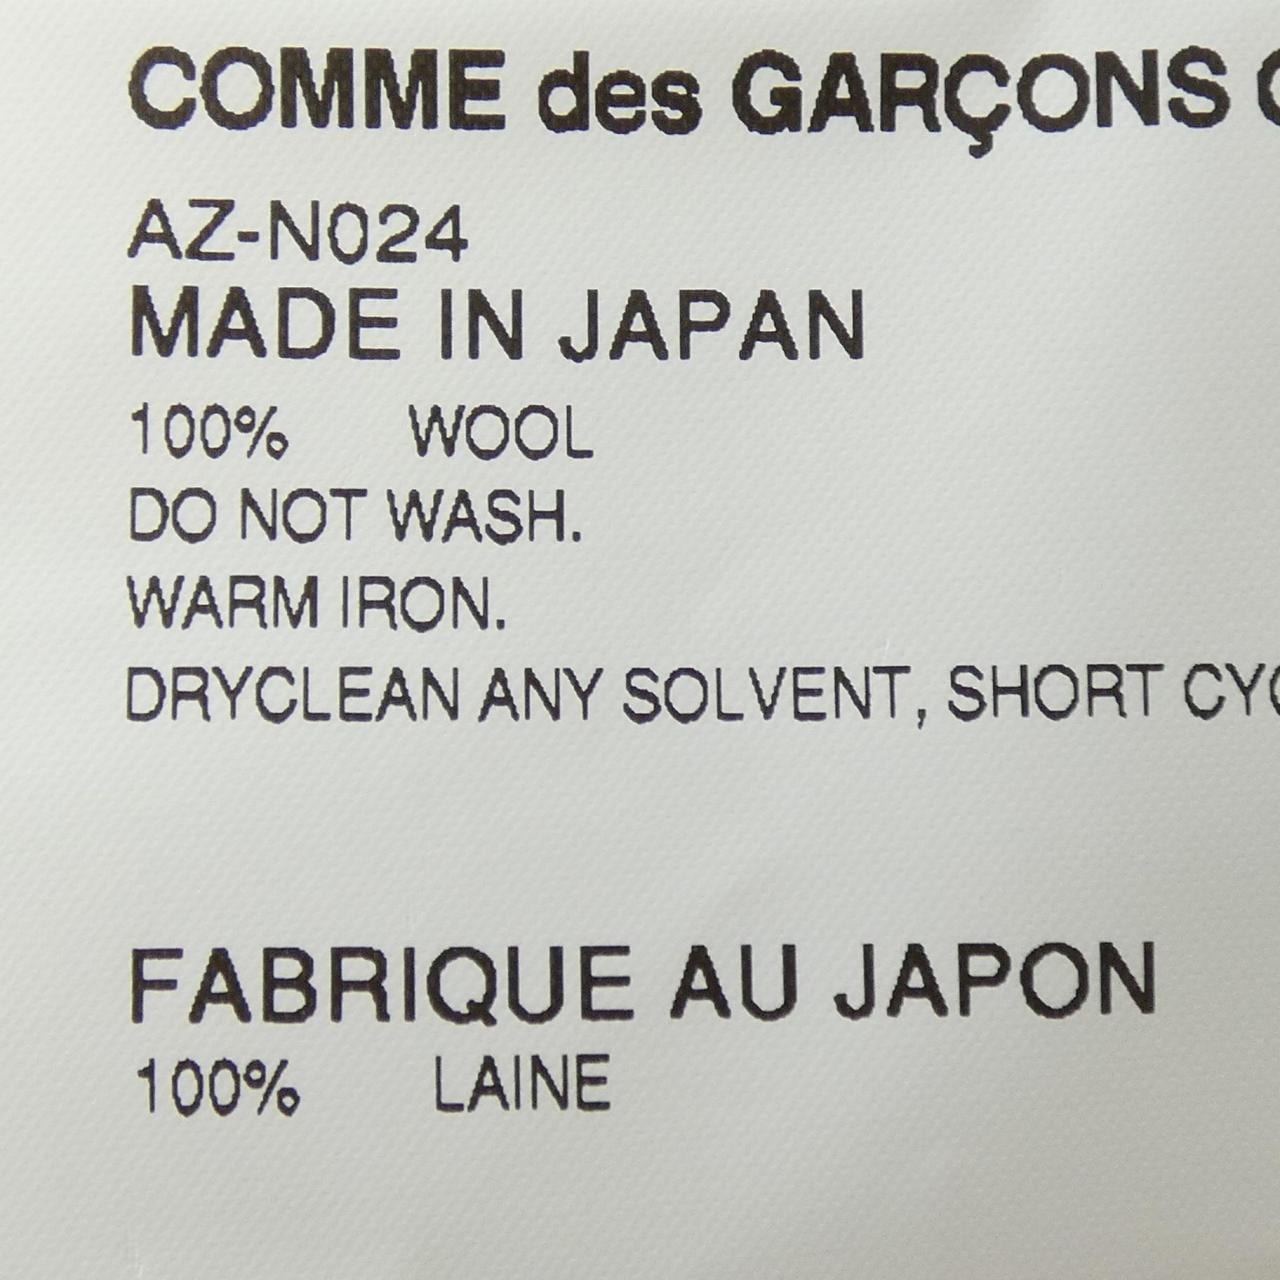 COMME des GARÇONS
AZ-N024
MADE IN JAPAN
100% WOOL
DO NOT WASH.
WARM IRON.
DRYCLEAN ANY SOLVENT, SHORT
FABRIQUE AU JAPON
100% LAINE